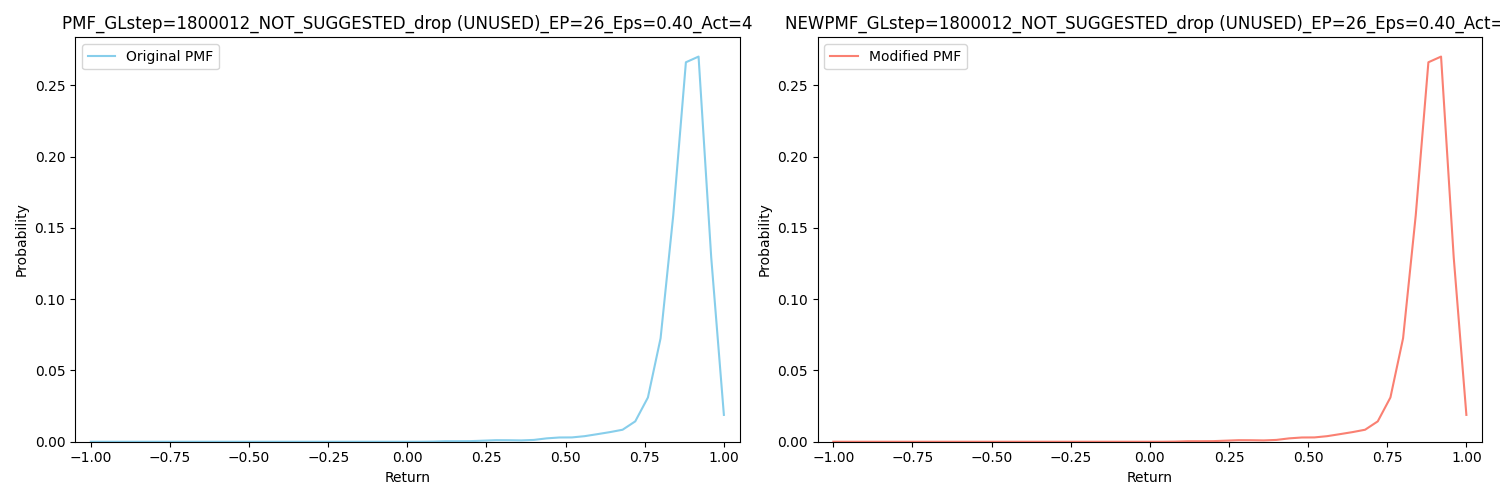 PMF_GLstep=1800012_NOT_SUGGESTED_drop (UNUSED)_EP=26_Eps=0.40_Act=4
Original PMF
Probability
0.25
0.20
0.15
0.10
0.05
0.00
−1.00 −0.75 −0.50 −0.25 0.00 0.25 0.50 0.75 1.00
Return
NEWPMF_GLstep=1800012_NOT_SUGGESTED_drop (UNUSED)_EP=26_Eps=0.40_Act=
Modified PMF
Probability
0.25
0.20
0.15
0.10
0.05
0.00
−1.00 −0.75 −0.50 −0.25 0.00 0.25 0.50 0.75 1.00
Return